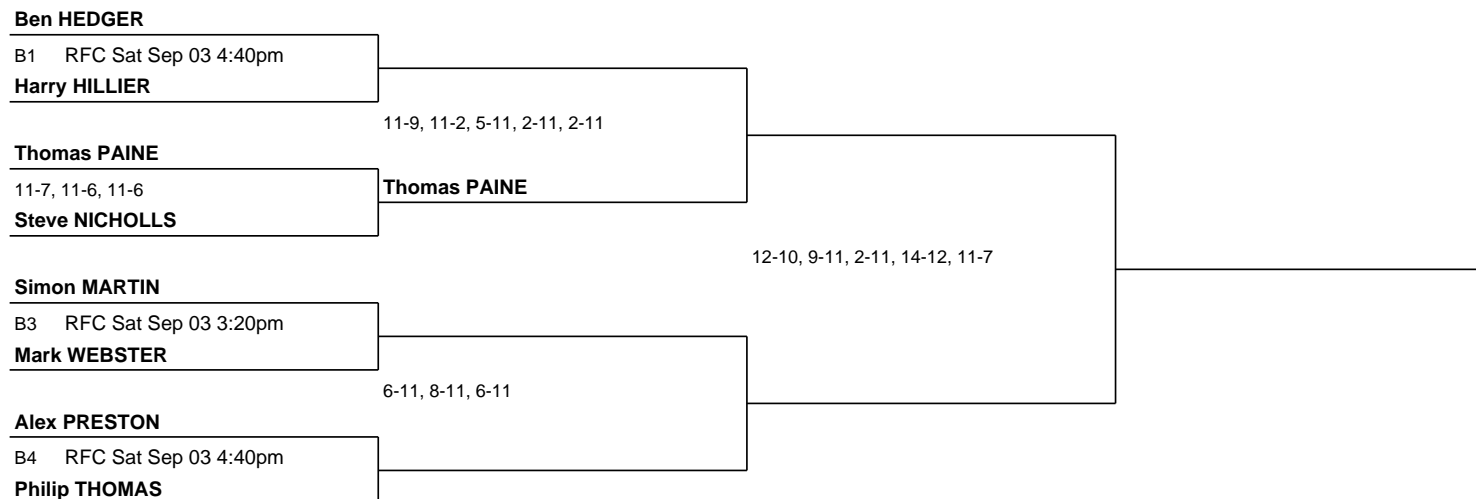 Ben HEDGER
B1 RFC Sat Sep 03 4:40pm
Harry HILLIER
11-9, 11-2, 5-11, 2-11, 2-11
Thomas PAINE
11-7, 11-6, 11-6
Thomas PAINE
Steve NICHOLLS
12-10, 9-11, 2-11, 14-12, 11-7
Simon MARTIN
B3 RFC Sat Sep 03 3:20pm
Mark WEBSTER
6-11, 8-11, 6-11
Alex PRESTON
B4 RFC Sat Sep 03 4:40pm
Philip THOMAS